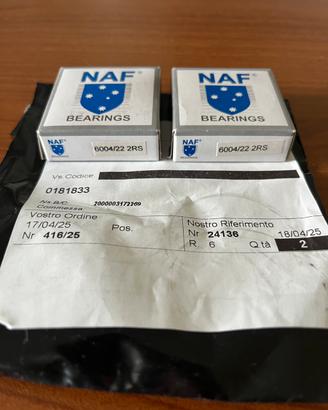 NAF®
BEARINGS
NAF
6004/22 2RS
NAF®
BEARINGS
NAF
6004/22 2RS
Vs. Codice
0181833
Ns.B/C.
Commessa
Vostro Ordine
17/04/25
Pos.
Nr 416/25
Nostro Riferimento
Nr 24136 18/04/25
R. 6 Q.tà 2